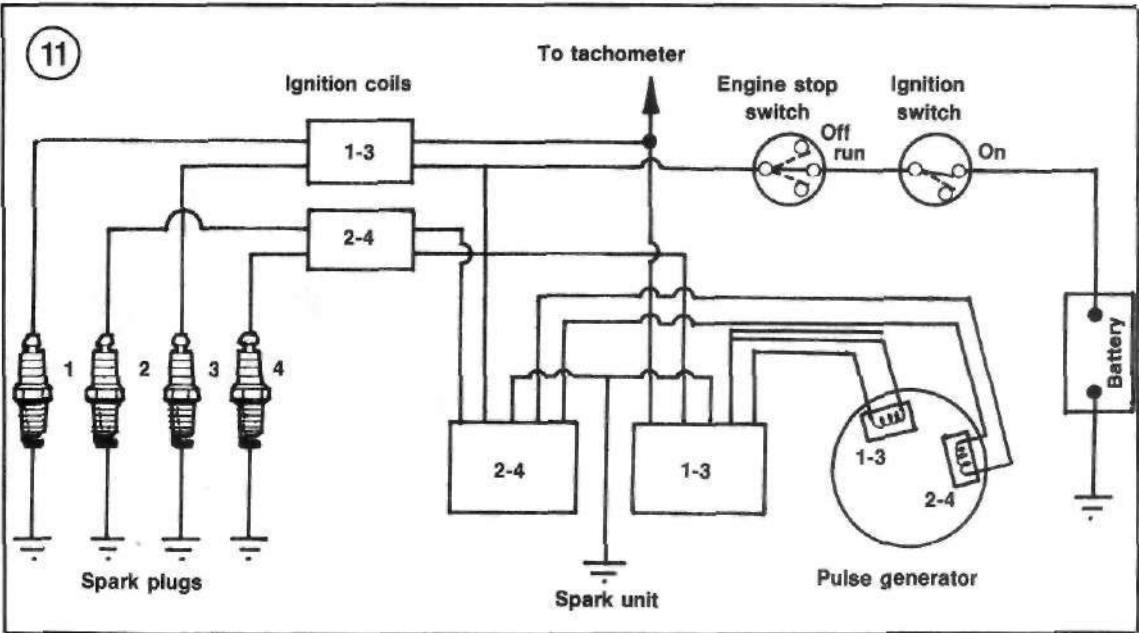 11
To tachometer
Ignition coils
Engine stop
switch
Ignition
switch
Off
run
On
1-3
2-4
1
2
3
4
Battery
2-4
1-3
1-3
2-4
Spark plugs
Spark unit
Pulse generator